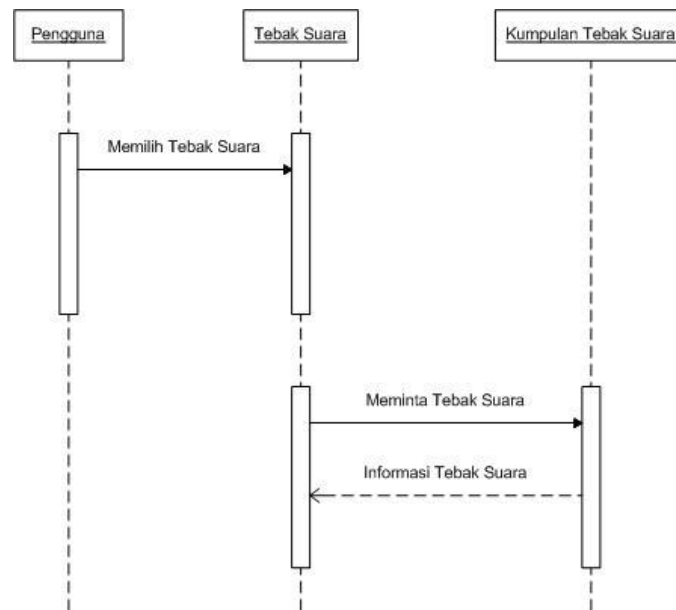 Pengguna
Tebak Suara
Kumpulan Tebak Suara
Memilih Tebak Suara
Meminta Tebak Suara
Informasi Tebak Suara